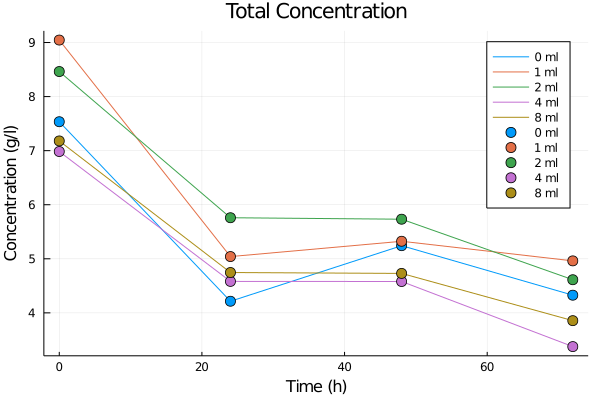 Total Concentration
Concentration (g/l)
9
8
7
6
5
4
0
20
40
60
Time (h)
0 ml
1 ml
2 ml
4 ml
8 ml
0 ml
1 ml
2 ml
4 ml
8 ml